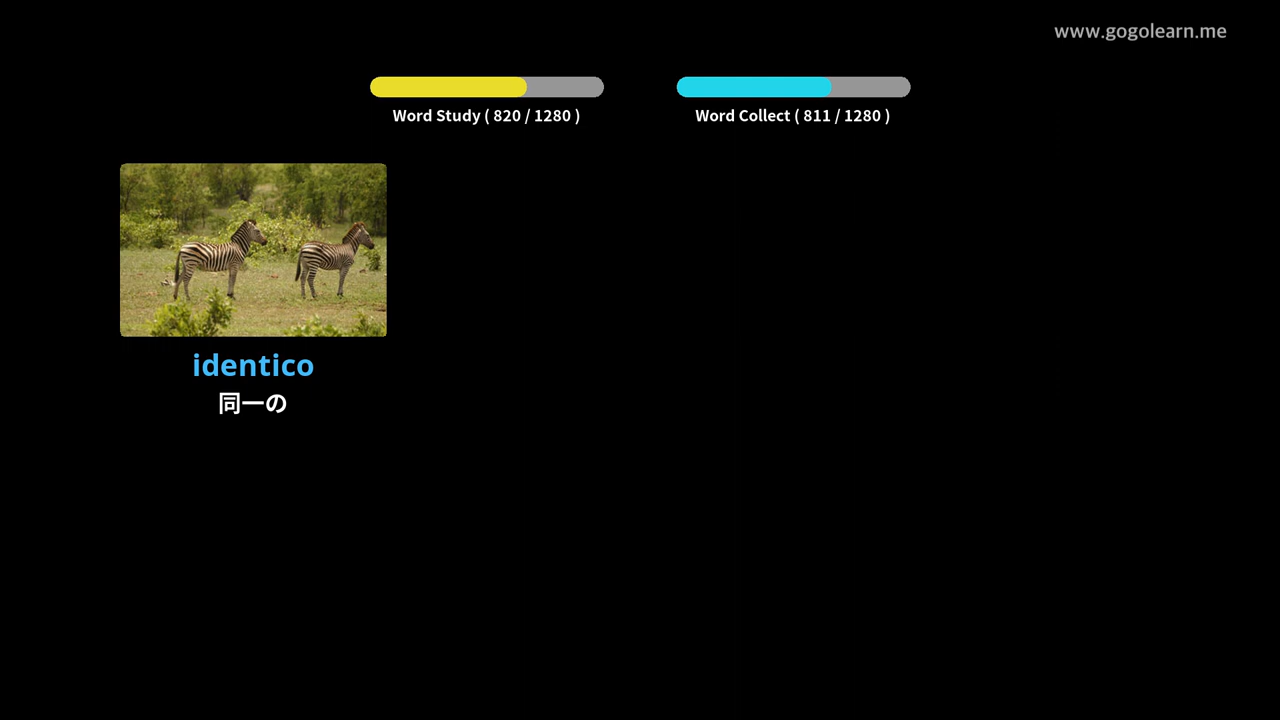 www.gogolearn.me
Word Study ( 820 / 1280 )
Word Collect ( 811 / 1280 )
identico
同一の